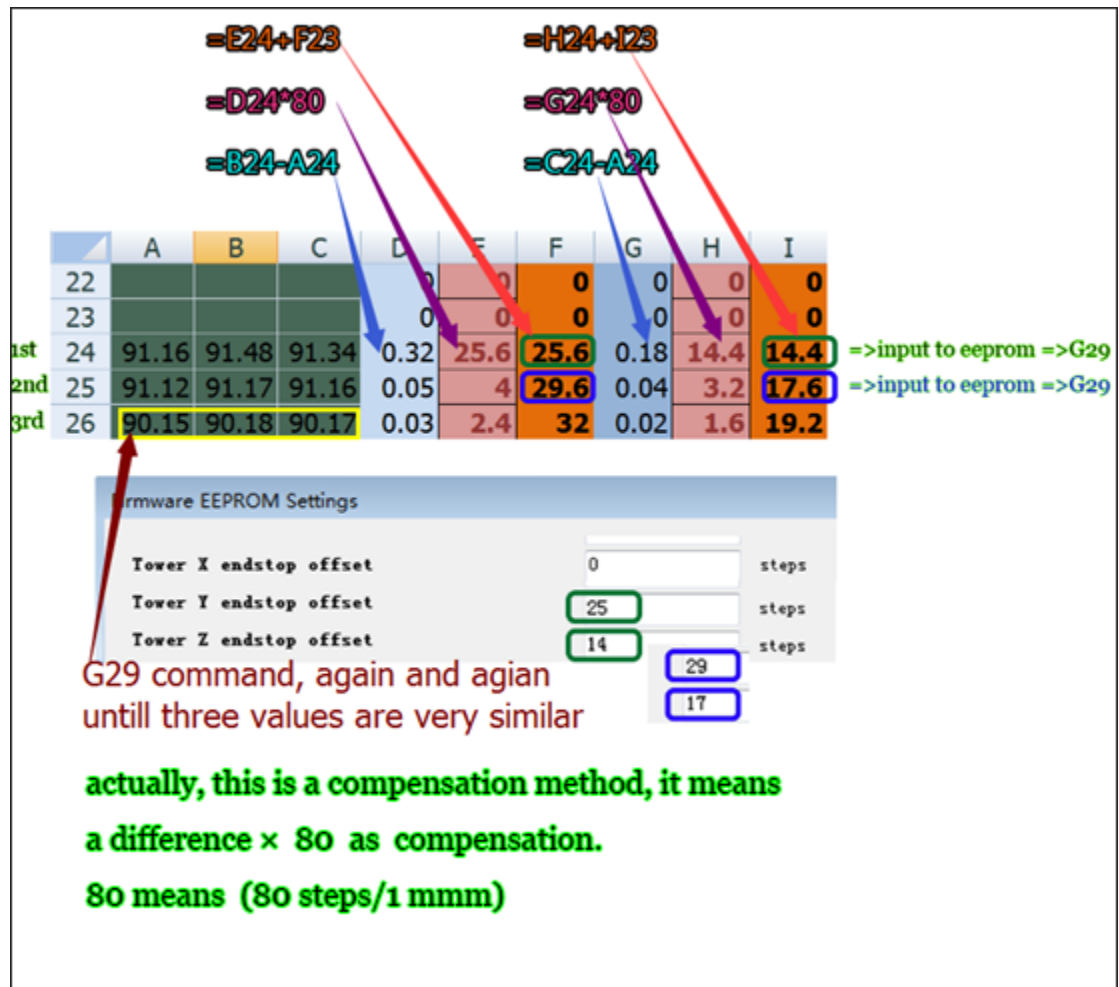 =E24+F23 =H24+I23
=D24*80 =G24*80
=B24-A24 =C24-A24
A B C D E F G H I
22 0 0 0 0 0 0
23 0 0 0 0 0 0
1st 24 91.16 91.48 91.34 0.32 25.6 25.6 0.18 14.4 14.4 =>input to eeprom =>G29
2nd 25 91.12 91.17 91.16 0.05 4 29.6 0.04 3.2 17.6 =>input to eeprom =>G29
3rd 26 90.15 90.18 90.17 0.03 2.4 32 0.02 1.6 19.2
Firmware EEPROM Settings
Tower X endstop offset 0 steps
Tower Y endstop offset 25 steps
Tower Z endstop offset 14 steps
29
17
G29 command, again and agian
untill three values are very similar
actually, this is a compensation method, it means
a difference × 80 as compensation.
80 means (80 steps/1 mmm)